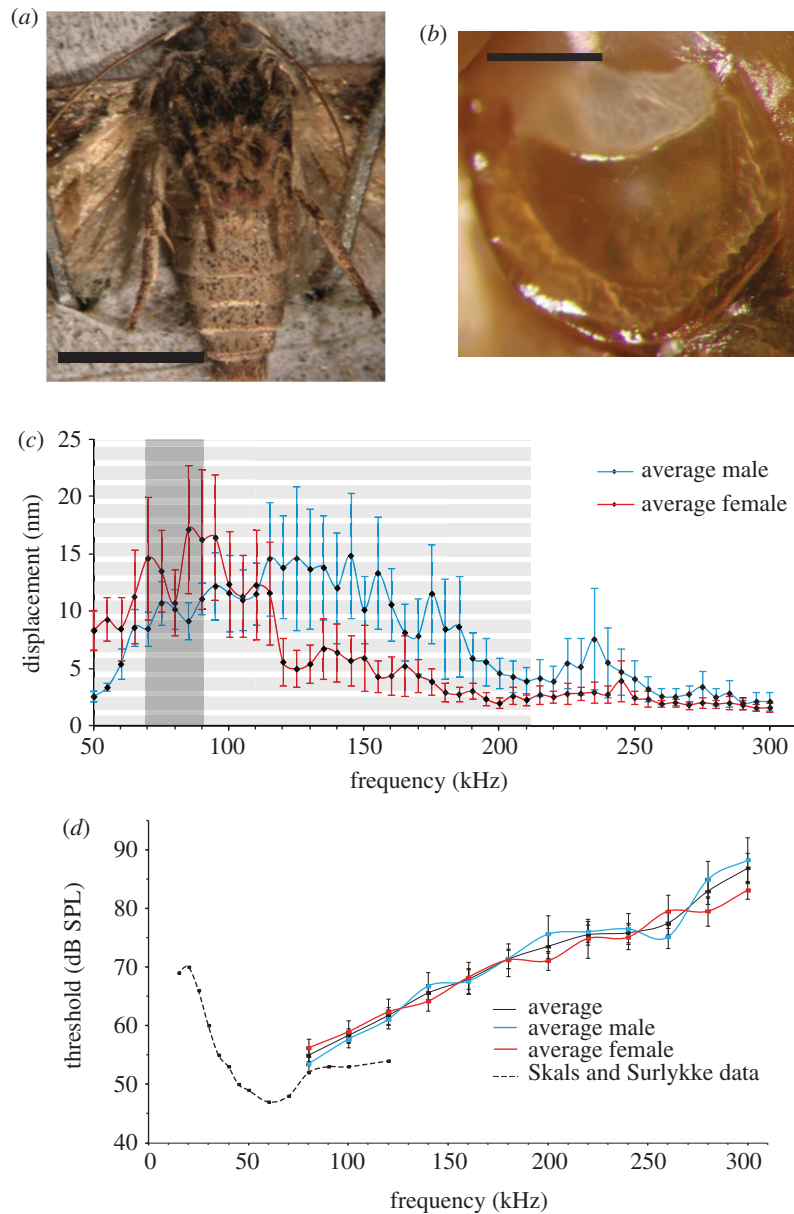 (a)
(b)
(c)
25
20
15
10
5
0
displacement (nm)
50
100
150
200
250
300
frequency (kHz)
average male
average female
(d)
90
80
70
60
50
40
threshold (dB SPL)
0
50
100
150
200
250
300
frequency (kHz)
average
average male
average female
Skals and Surlykke data